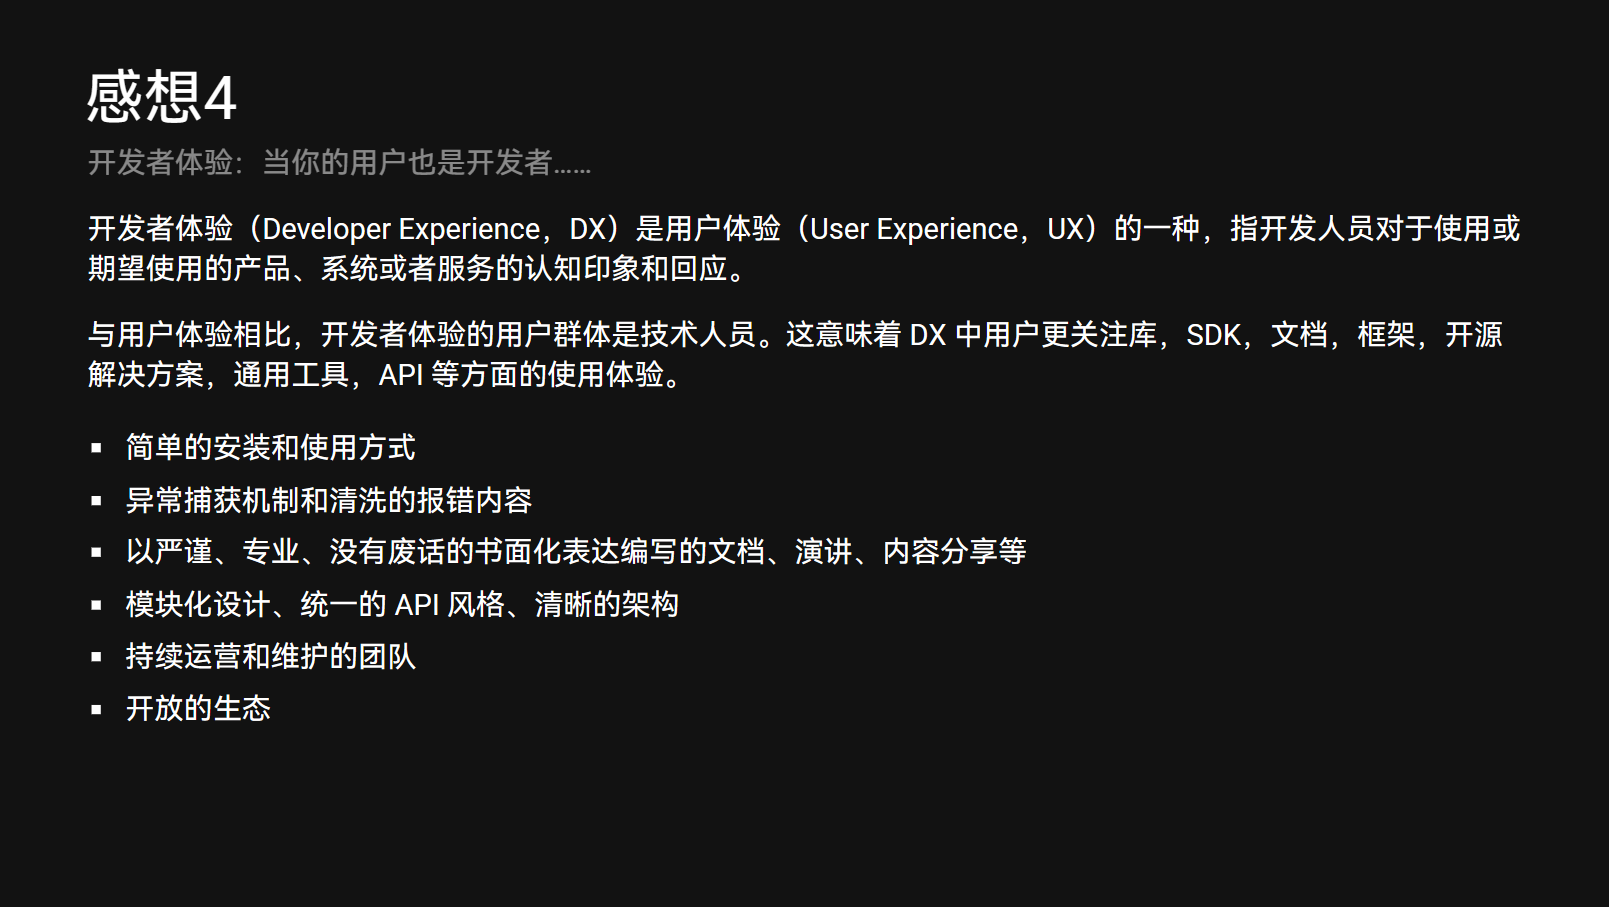 感想4
开发者体验：当你的用户也是开发者……
开发者体验（Developer Experience，DX）是用户体验（User Experience，UX）的一种，指开发人员对于使用或
期望使用的产品、系统或者服务的认知印象和回应。
与用户体验相比，开发者体验的用户群体是技术人员。这意味着 DX 中用户更关注库，SDK，文档，框架，开源
解决方案，通用工具，API 等方面的使用体验。
▪ 简单的安装和使用方式
▪ 异常捕获机制和清洗的报错内容
▪ 以严谨、专业、没有废话的书面化表达编写的文档、演讲、内容分享等
▪ 模块化设计、统一的 API 风格、清晰的架构
▪ 持续运营和维护的团队
▪ 开放的生态